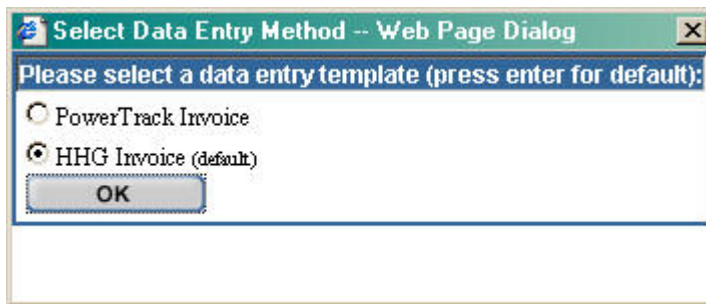 Select Data Entry Method -- Web Page Dialog
Please select a data entry template (press enter for default):
PowerTrack Invoice
HHG Invoice (default)
OK